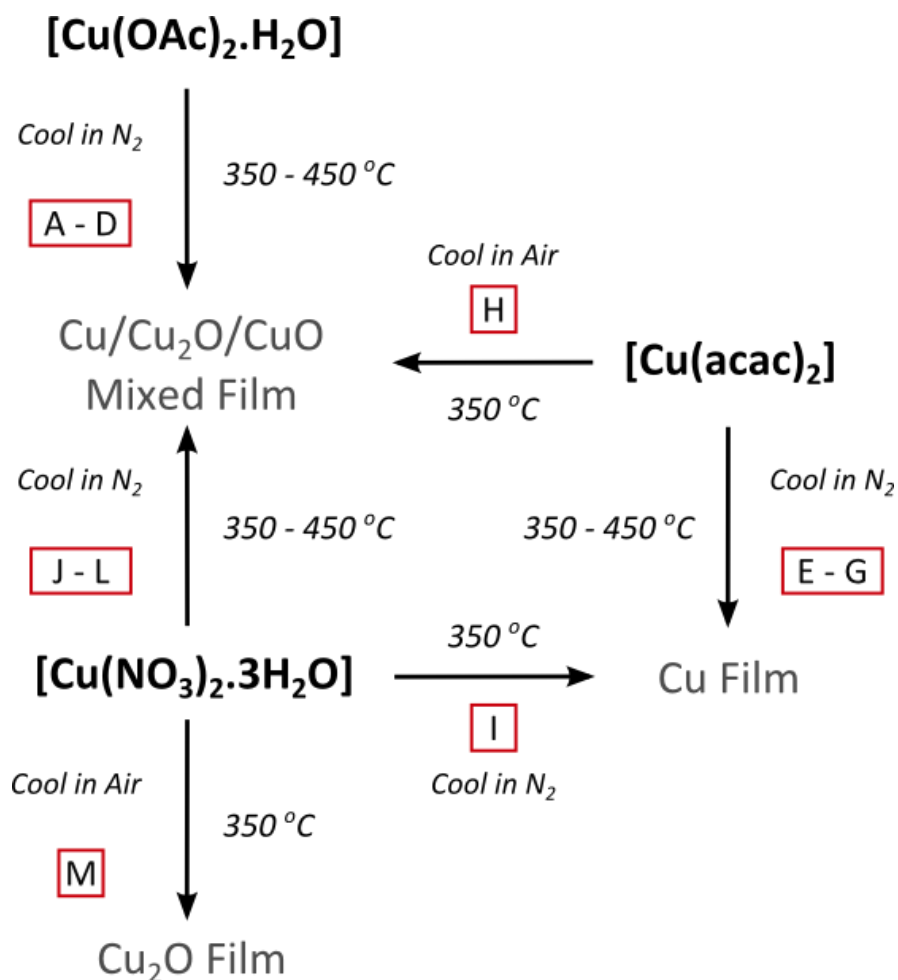 [Cu(OAc)₂.H₂O]
Cool in N₂
350 - 450 °C
A - D
Cool in Air
H
Cu/Cu₂O/CuO
Mixed Film
[Cu(acac)₂]
350 °C
Cool in N₂
350 - 450 °C
J - L
Cool in N₂
350 - 450 °C
E - G
350 °C
[Cu(NO₃)₂.3H₂O]
Cu Film
I
Cool in N₂
Cool in Air
350 °C
M
Cu₂O Film